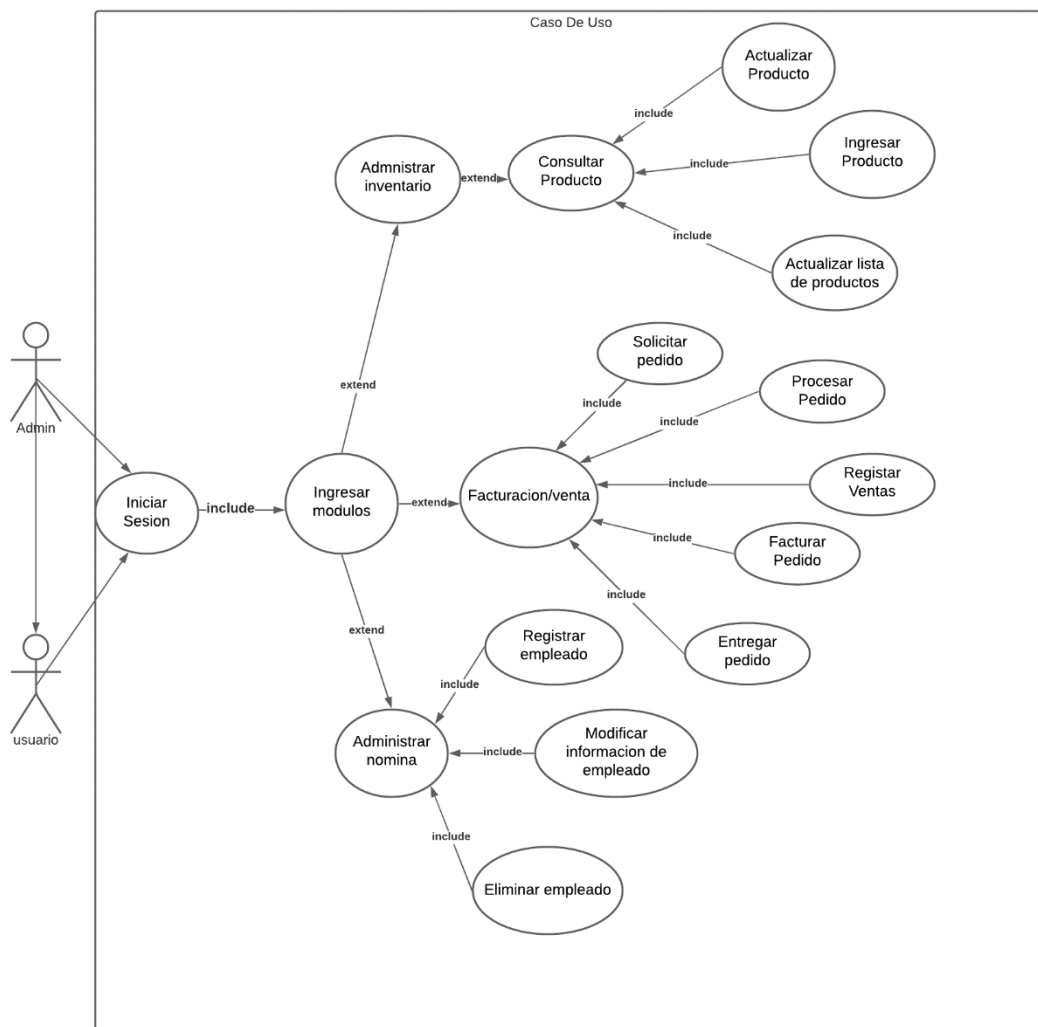 Caso De Uso
Actualizar
Producto
include
Ingresar
Producto
include
Admnistrar
inventario
extend
Consultar
Producto
include
Actualizar lista
de productos
extend
Solicitar
pedido
include
Procesar
Pedido
include
Admin
Iniciar
Sesion
include
Ingresar
modulos
extend
Facturacion/venta
include
Registar
Ventas
include
Facturar
Pedido
include
Entregar
pedido
extend
Registrar
empleado
include
usuario
Administrar
nomina
include
Modificar
informacion de
empleado
include
Eliminar empleado